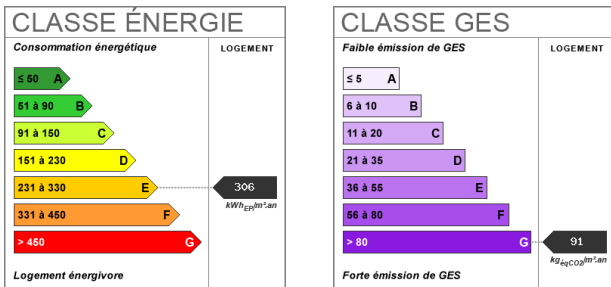 CLASSE ÉNERGIE
Consommation énergétique
LOGEMENT
≤ 50 A
51 à 90 B
91 à 150 C
151 à 230 D
231 à 330 E
306
kWhEP/m².an
331 à 450 F
> 450 G
Logement énergivore
CLASSE GES
Faible émission de GES
LOGEMENT
≤ 5 A
6 à 10 B
11 à 20 C
21 à 35 D
36 à 55 E
56 à 80 F
> 80 G
91
kgéqCO2/m².an
Forte émission de GES